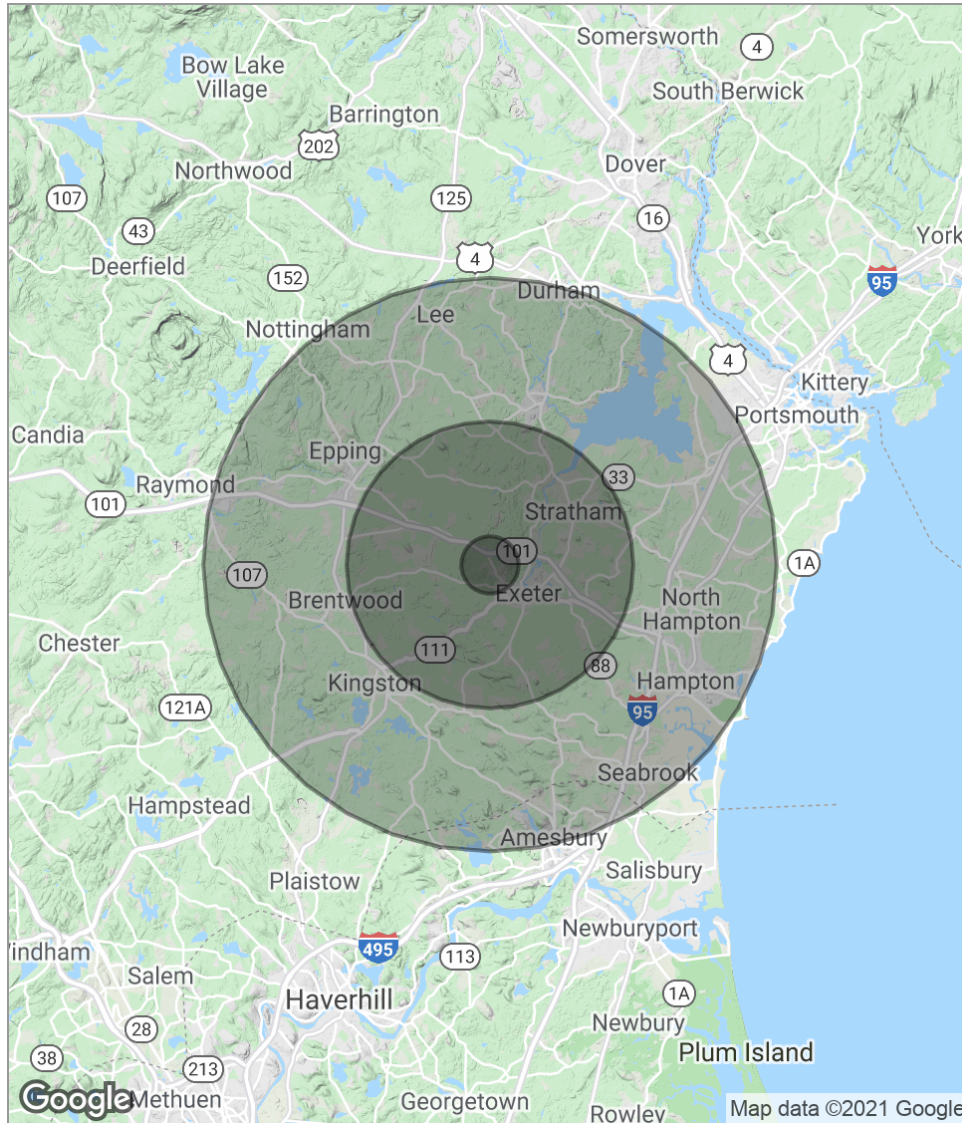 Somersworth
4
Bow Lake
Village
South Berwick
Barrington
202
Dover
Northwood
107
125
16
43
York
Deerfield
4
152
95
Durham
Lee
Nottingham
4
Kittery
Portsmouth
Candia
Epping
Raymond
33
101
Stratham
101
1A
107
Exeter
Brentwood
North
Hampton
Chester
111
88
Kingston
Hampton
121A
95
Seabrook
Hampstead
Amesbury
Salisbury
Plaistow
Newburyport
495
113
Windham
Salem
1A
Haverhill
28
Newbury
38
Plum Island
213
Google
Methuen
Georgetown
Rowley
Map data ©2021 Google